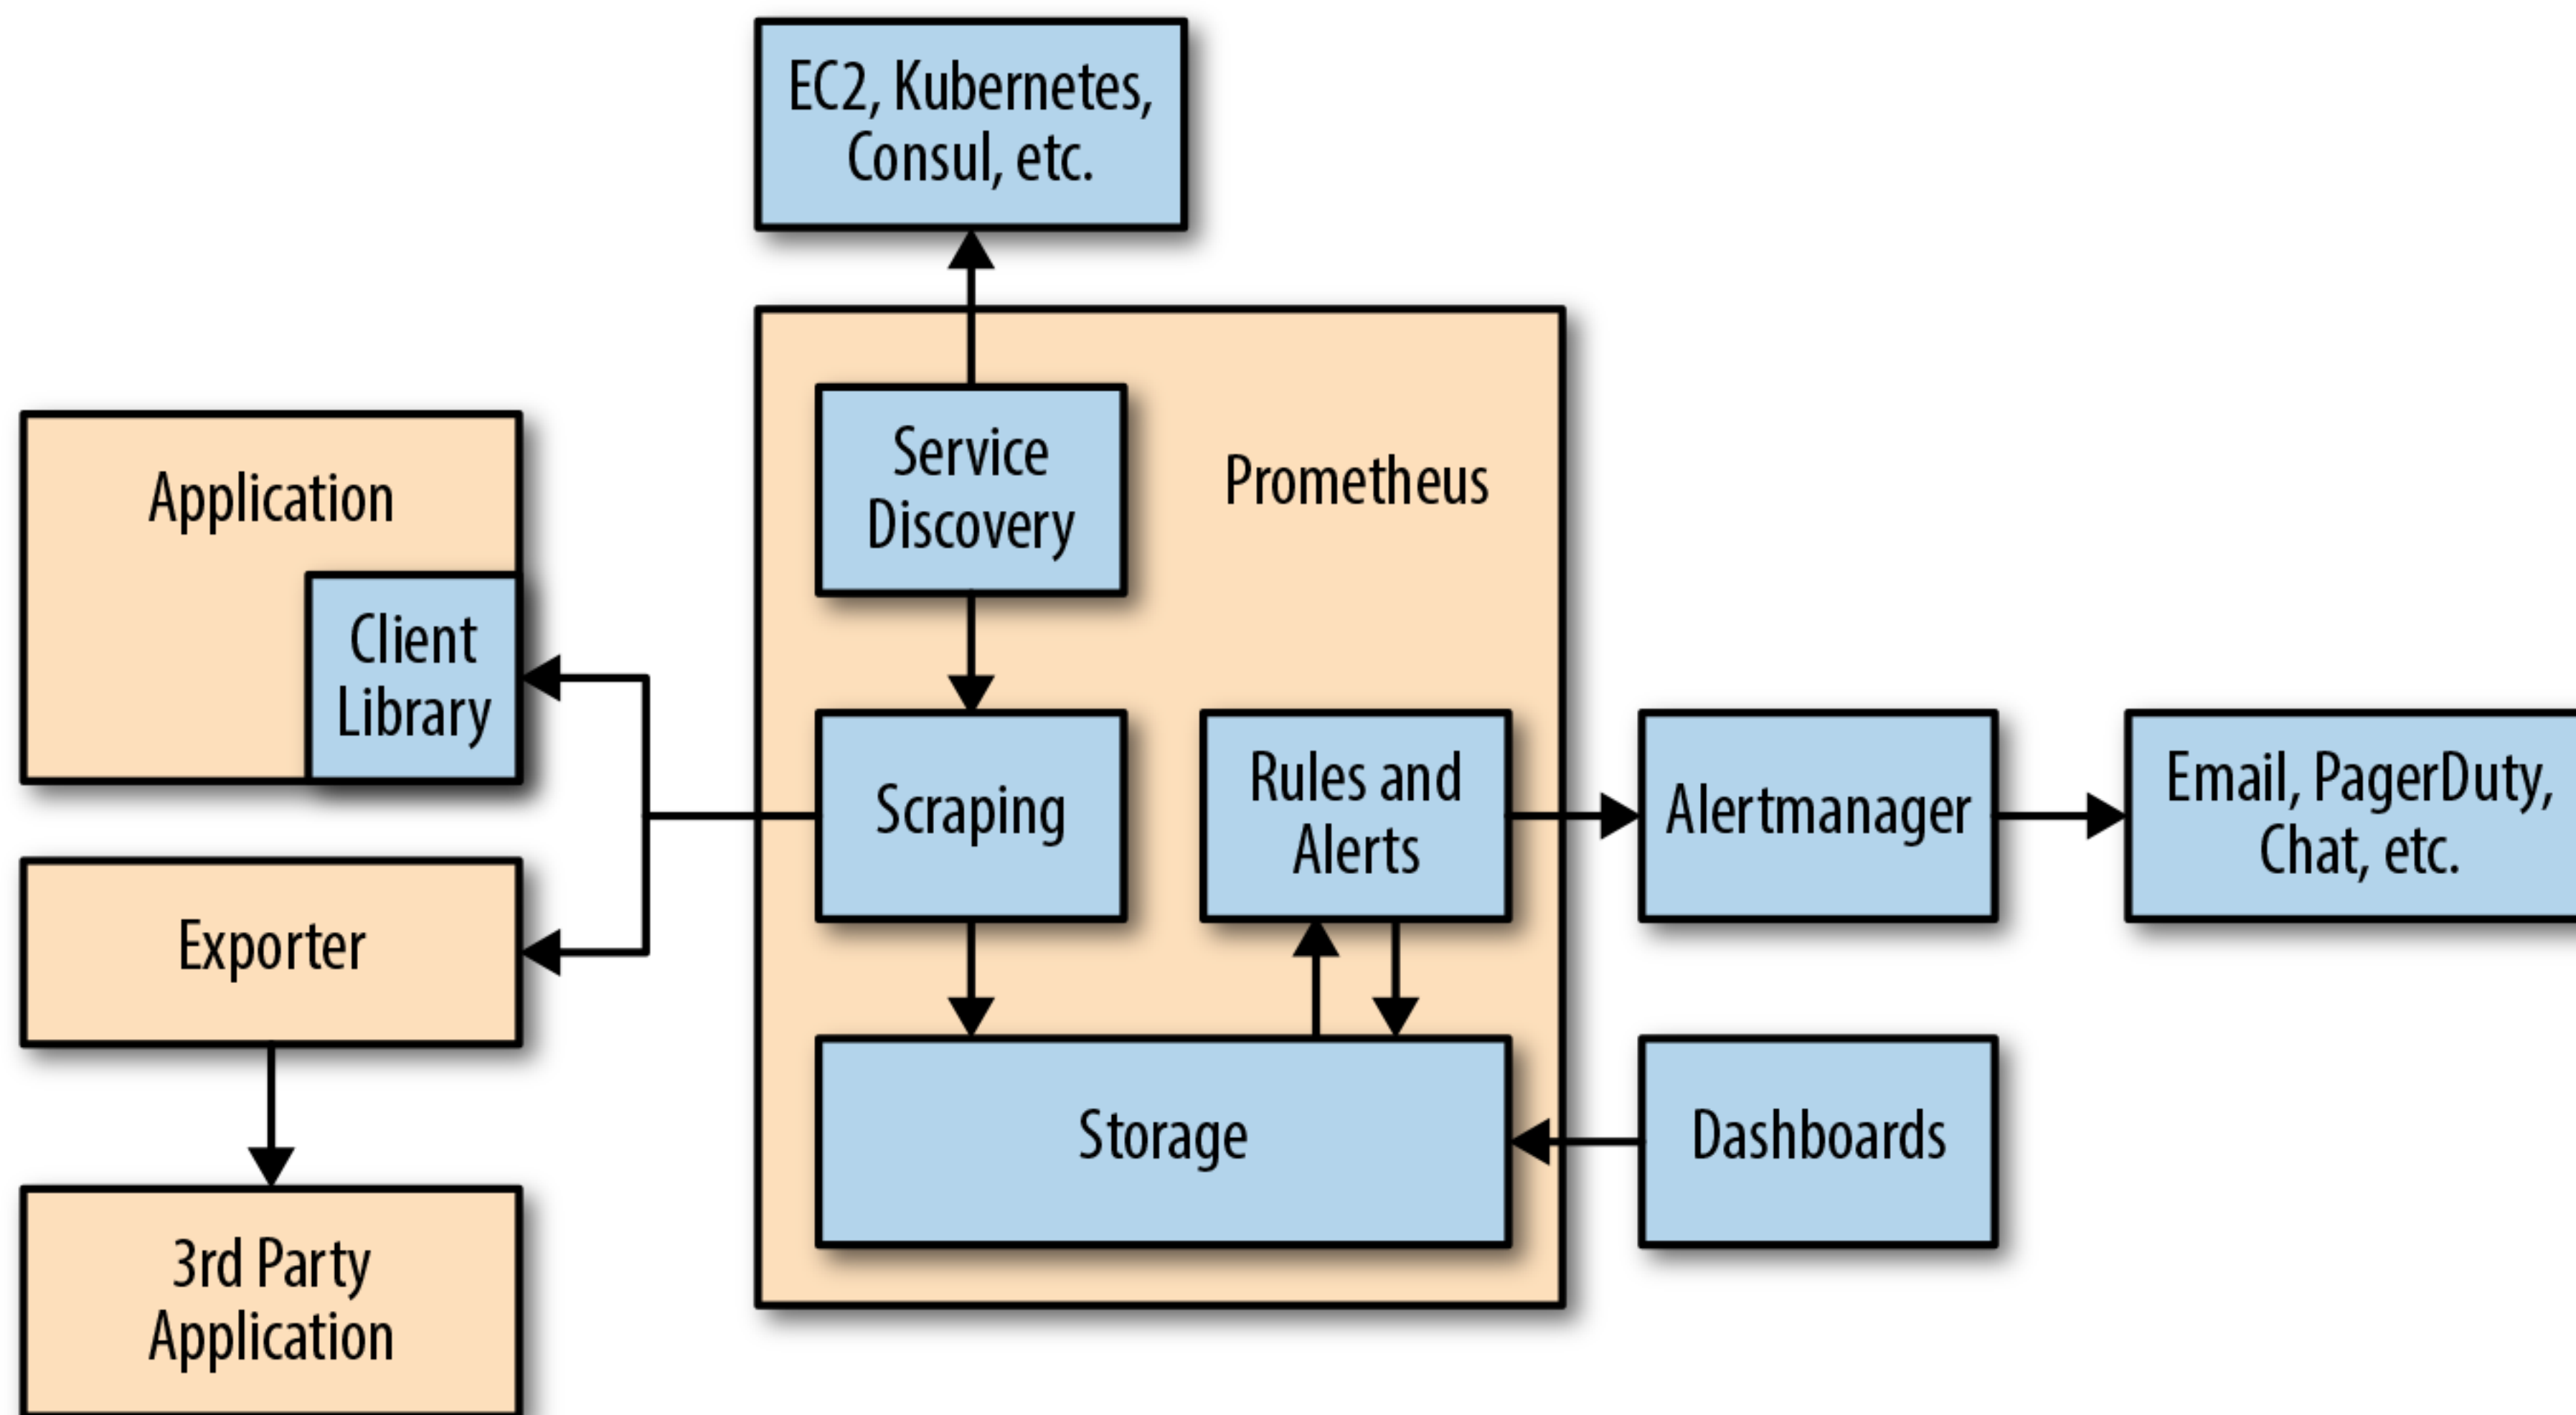 EC2, Kubernetes,
Consul, etc.
Service
Discovery
Prometheus
Application
Client
Library
Scraping
Rules and
Alerts
Alertmanager
Email, PagerDuty,
Chat, etc.
Exporter
Storage
Dashboards
3rd Party
Application